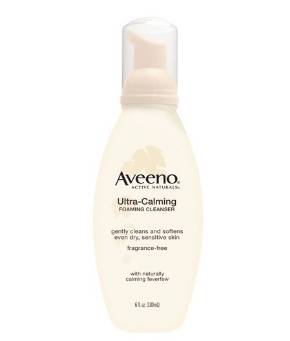 Aveeno®
ACTIVE NATURALS®
Ultra-Calming
FOAMING CLEANSER
gently cleans and softens
even dry, sensitive skin
fragrance-free
with naturally
calming feverfew
6 fl. oz. (180mL)